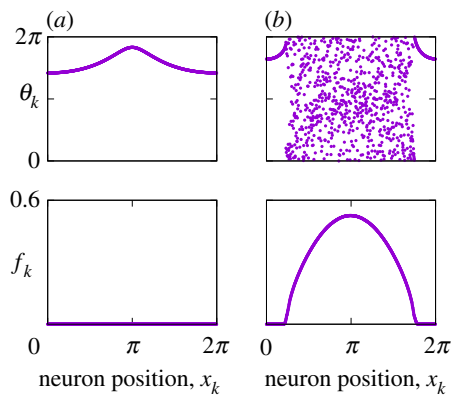 (a) (b)
2π
θk
0
0.6
fk
0 π 2π 0 π 2π
neuron position, xk neuron position, xk